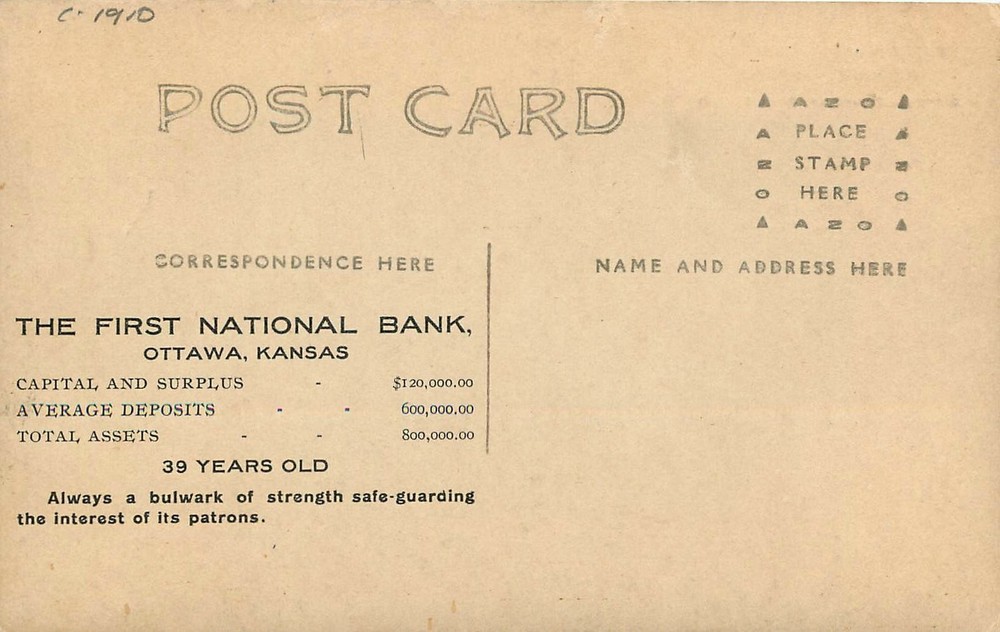 C-1910
POST CARD
▲ A Z O ▲
A PLACE A
Z STAMP Z
O HERE O
▲ A Z O ▲
CORRESPONDENCE HERE
NAME AND ADDRESS HERE
THE FIRST NATIONAL BANK,
OTTAWA, KANSAS
CAPITAL AND SURPLUS - $120,000.00
AVERAGE DEPOSITS - - 600,000.00
TOTAL ASSETS - - 800,000.00
39 YEARS OLD
Always a bulwark of strength safe-guarding
the interest of its patrons.